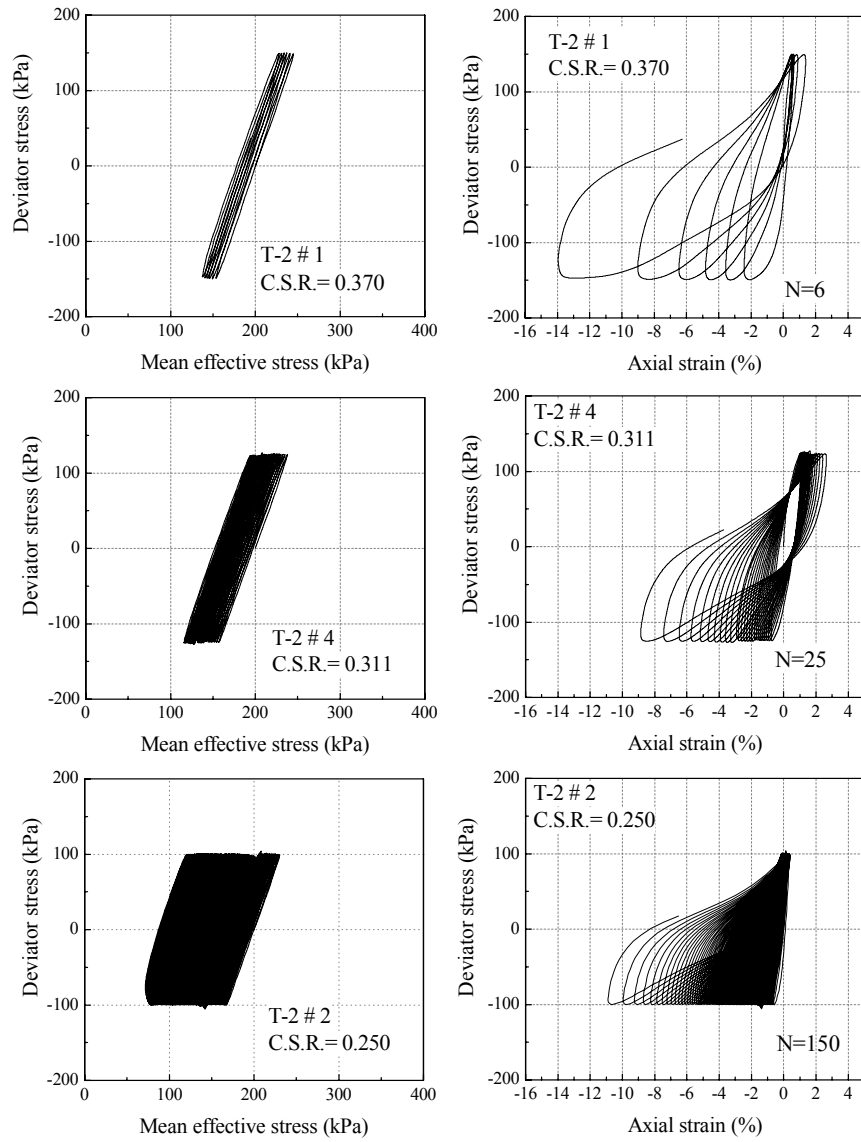 200
100
0
-100
-200
Deviator stress (kPa)
T-2 # 1
C.S.R.= 0.370
0 100 200 300 400
Mean effective stress (kPa)
200
100
0
-100
-200
Deviator stress (kPa)
T-2 # 1
C.S.R.= 0.370
N=6
-16 -14 -12 -10 -8 -6 -4 -2 0 2 4
Axial strain (%)
200
100
0
-100
-200
Deviator stress (kPa)
T-2 # 4
C.S.R.= 0.311
0 100 200 300 400
Mean effective stress (kPa)
200
100
0
-100
-200
Deviator stress (kPa)
T-2 # 4
C.S.R.= 0.311
N=25
-16 -14 -12 -10 -8 -6 -4 -2 0 2 4
Axial strain (%)
200
100
0
-100
-200
Deviator stress (kPa)
T-2 # 2
C.S.R.= 0.250
0 100 200 300 400
Mean effective stress (kPa)
200
100
0
-100
-200
Deviator stress (kPa)
T-2 # 2
C.S.R.= 0.250
N=150
-16 -14 -12 -10 -8 -6 -4 -2 0 2 4
Axial strain (%)